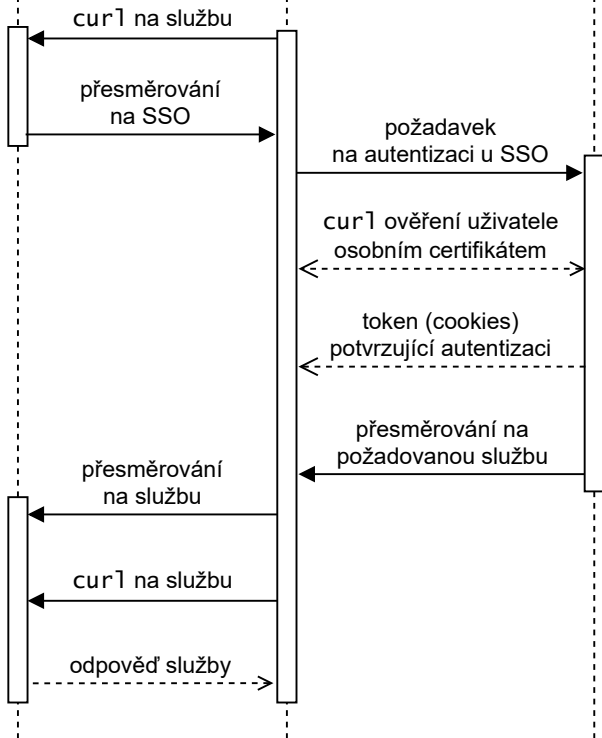 curl na službu
přesměrování
na SSO
požadavek
na autentizaci u SSO
curl ověření uživatele
osobním certifikátem
token (cookies)
potvrzující autentizaci
přesměrování na
požadovanou službu
přesměrování
na službu
curl na službu
odpověď služby